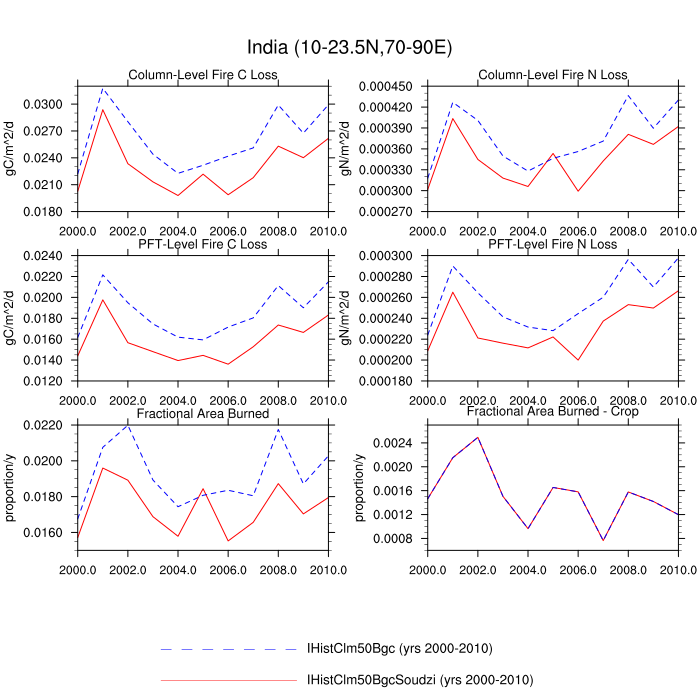 India (10-23.5N,70-90E)
Column-Level Fire C Loss
gC/m^2/d
0.0300
0.0270
0.0240
0.0210
0.0180
2000.0 2002.0 2004.0 2006.0 2008.0 2010.0
Column-Level Fire N Loss
gN/m^2/d
0.000450
0.000420
0.000390
0.000360
0.000330
0.000300
0.000270
2000.0 2002.0 2004.0 2006.0 2008.0 2010.0
PFT-Level Fire C Loss
gC/m^2/d
0.0240
0.0220
0.0200
0.0180
0.0160
0.0140
0.0120
2000.0 2002.0 2004.0 2006.0 2008.0 2010.0
PFT-Level Fire N Loss
gN/m^2/d
0.000300
0.000280
0.000260
0.000240
0.000220
0.000200
0.000180
2000.0 2002.0 2004.0 2006.0 2008.0 2010.0
Fractional Area Burned
proportion/y
0.0220
0.0200
0.0180
0.0160
2000.0 2002.0 2004.0 2006.0 2008.0 2010.0
Fractional Area Burned - Crop
proportion/y
0.0024
0.0020
0.0016
0.0012
0.0008
2000.0 2002.0 2004.0 2006.0 2008.0 2010.0
IHistClm50Bgc (yrs 2000-2010)
IHistClm50BgcSoudzi (yrs 2000-2010)